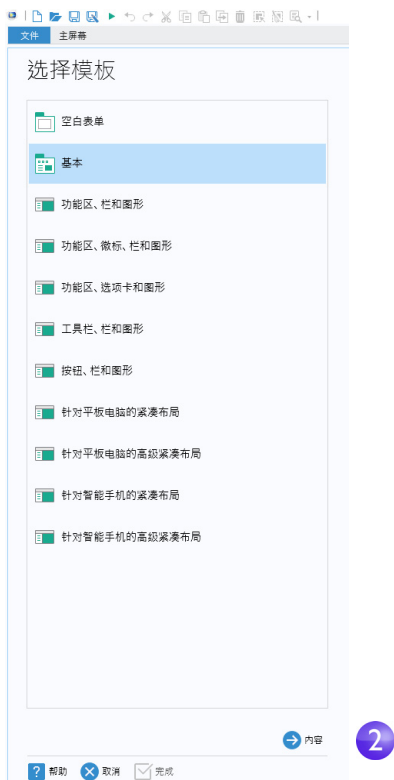 文件 主屏幕
选择模板
空白表单
基本
功能区、栏和图形
功能区、徽标、栏和图形
功能区、选项卡和图形
工具栏、栏和图形
按钮、栏和图形
针对平板电脑的紧凑布局
针对平板电脑的高级紧凑布局
针对智能手机的紧凑布局
针对智能手机的高级紧凑布局
内容 2
? 帮助 取消 完成